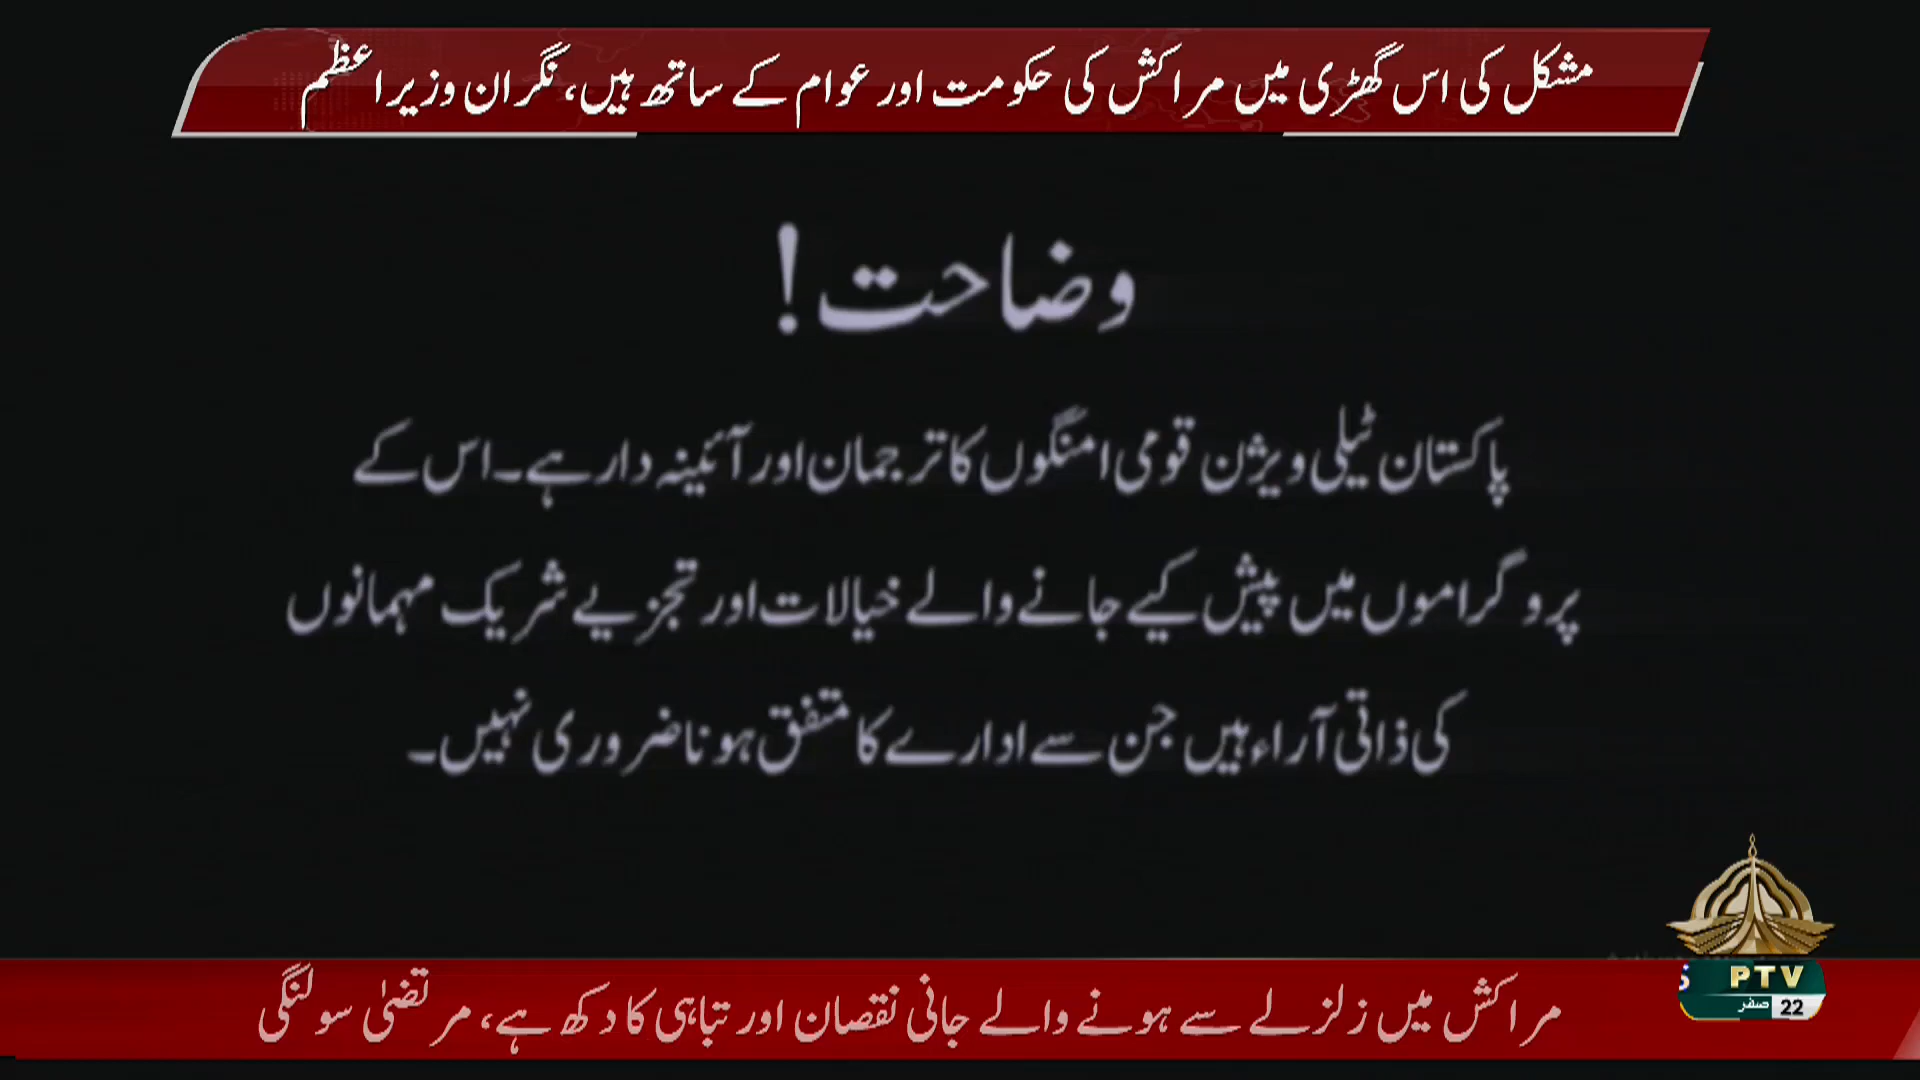 مشکل کی اس گھڑی میں مراکش کی حکومت اور عوام کے ساتھ ہیں، نگران وزیراعظم
وضاحت!
پاکستان ٹیلی ویژن قومی امنگوں کا ترجمان اور آئینہ دار ہے۔ اس کے
پروگراموں میں پیش کیے جانے والے خیالات اور تجزیے شریک مہمانوں
کی ذاتی آراء ہیں جن سے ادارے کا متفق ہونا ضروری نہیں۔
PTV
22 صفر
مراکش میں زلزلے سے ہونے والے جانی نقصان اور تباہی کا دکھ ہے، مرتضیٰ سولنگی